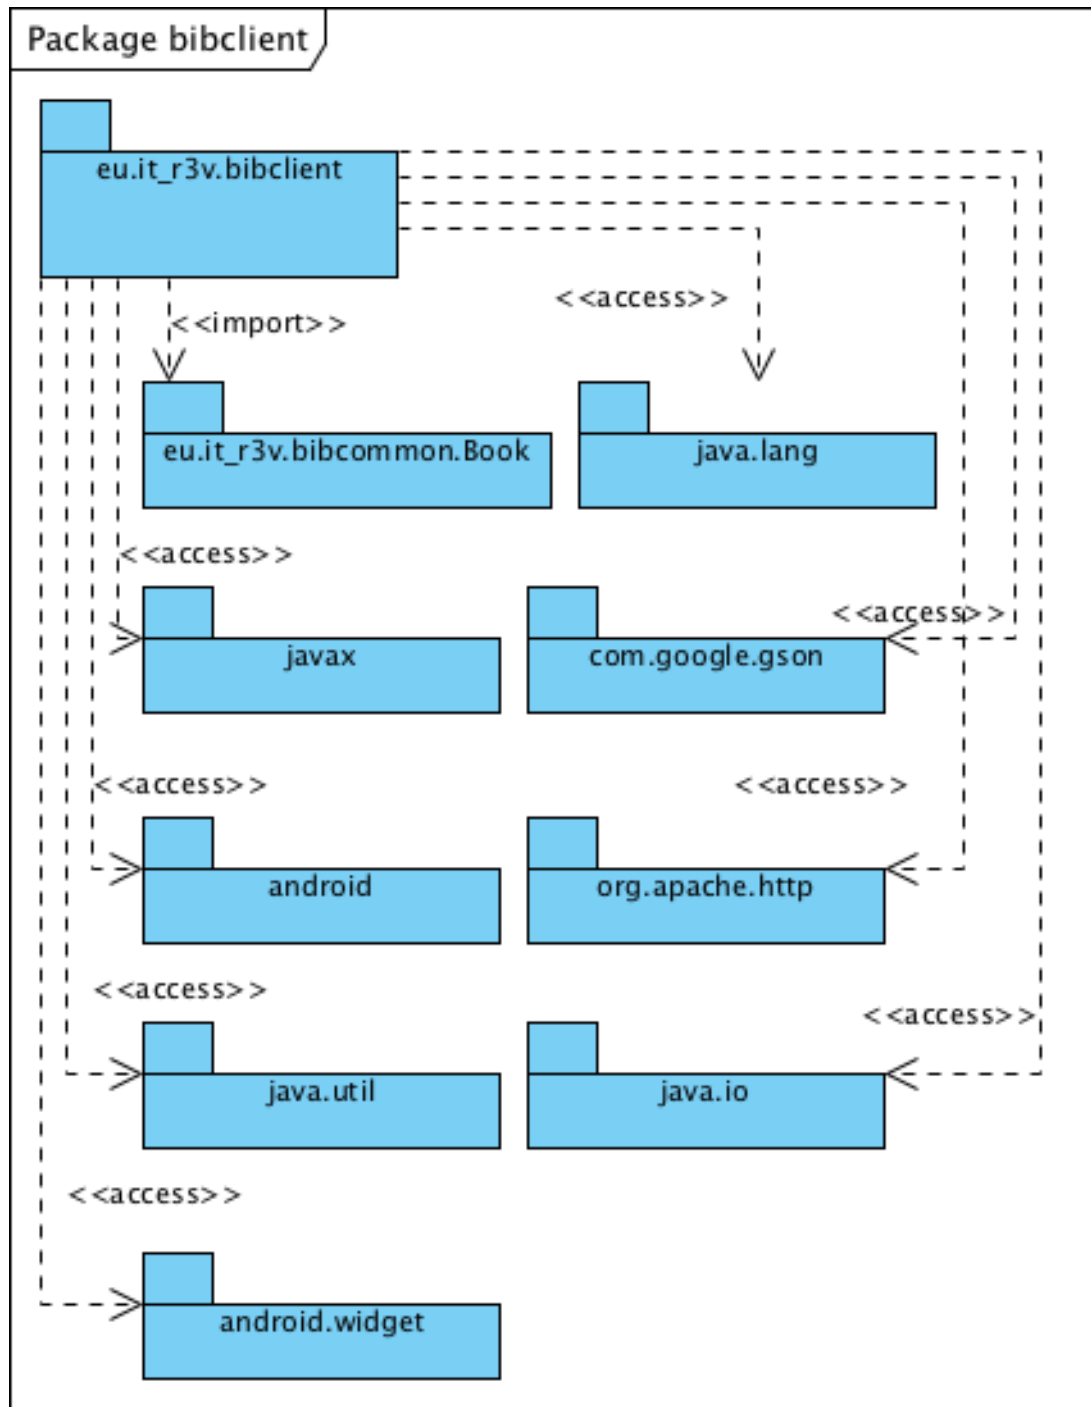 Package bibclient
eu.it_r3v.bibclient
<<access>>
<<import>>
eu.it_r3v.bibcommon.Book
java.lang
<<access>>
<<access>>
javax
com.google.gson
<<access>>
<<access>>
android
org.apache.http
<<access>>
<<access>>
java.util
java.io
<<access>>
android.widget